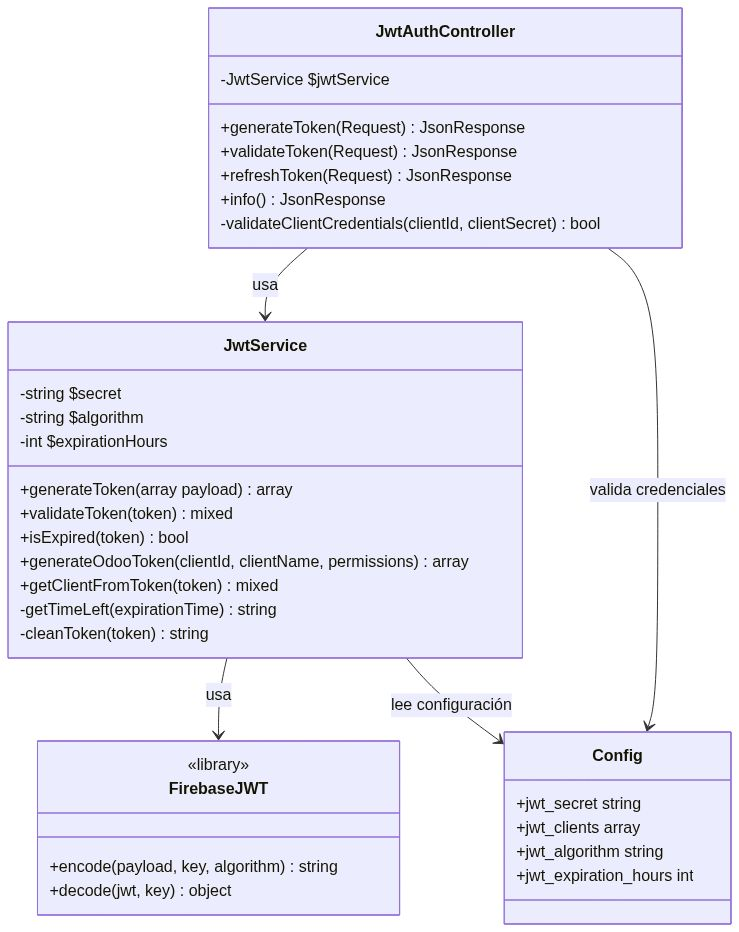 JwtAuthController
-JwtService $jwtService
+generateToken(Request) : JsonResponse
+validateToken(Request) : JsonResponse
+refreshToken(Request) : JsonResponse
+info() : JsonResponse
-validateClientCredentials(clientId, clientSecret) : bool
usa
JwtService
-string $secret
-string $algorithm
-int $expirationHours
+generateToken(array payload) : array
+validateToken(token) : mixed
+isExpired(token) : bool
+generateOdooToken(clientId, clientName, permissions) : array
+getClientFromToken(token) : mixed
-getTimeLeft(expirationTime) : string
-cleanToken(token) : string
valida credenciales
usa
lee configuración
«library»
FirebaseJWT
+encode(payload, key, algorithm) : string
+decode(jwt, key) : object
Config
+jwt_secret string
+jwt_clients array
+jwt_algorithm string
+jwt_expiration_hours int